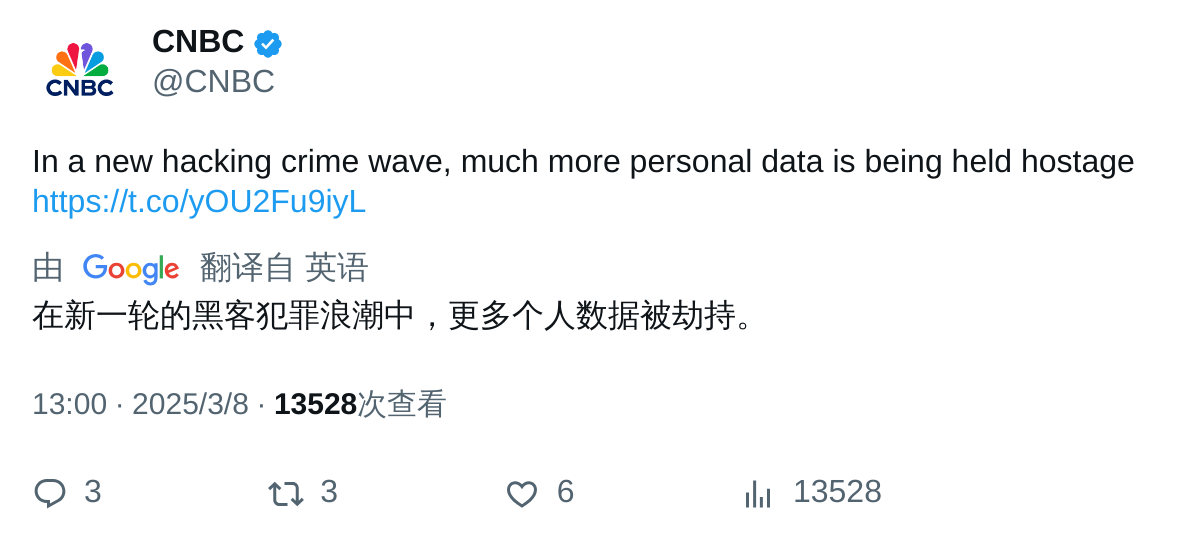 CNBC
CNBC
@CNBC
In a new hacking crime wave, much more personal data is being held hostage
https://t.co/yOU2Fu9iyL
由 Google 翻译自 英语
在新一轮的黑客犯罪浪潮中，更多个人数据被劫持。
13:00 · 2025/3/8 · 13528次查看
3 3 6 13528